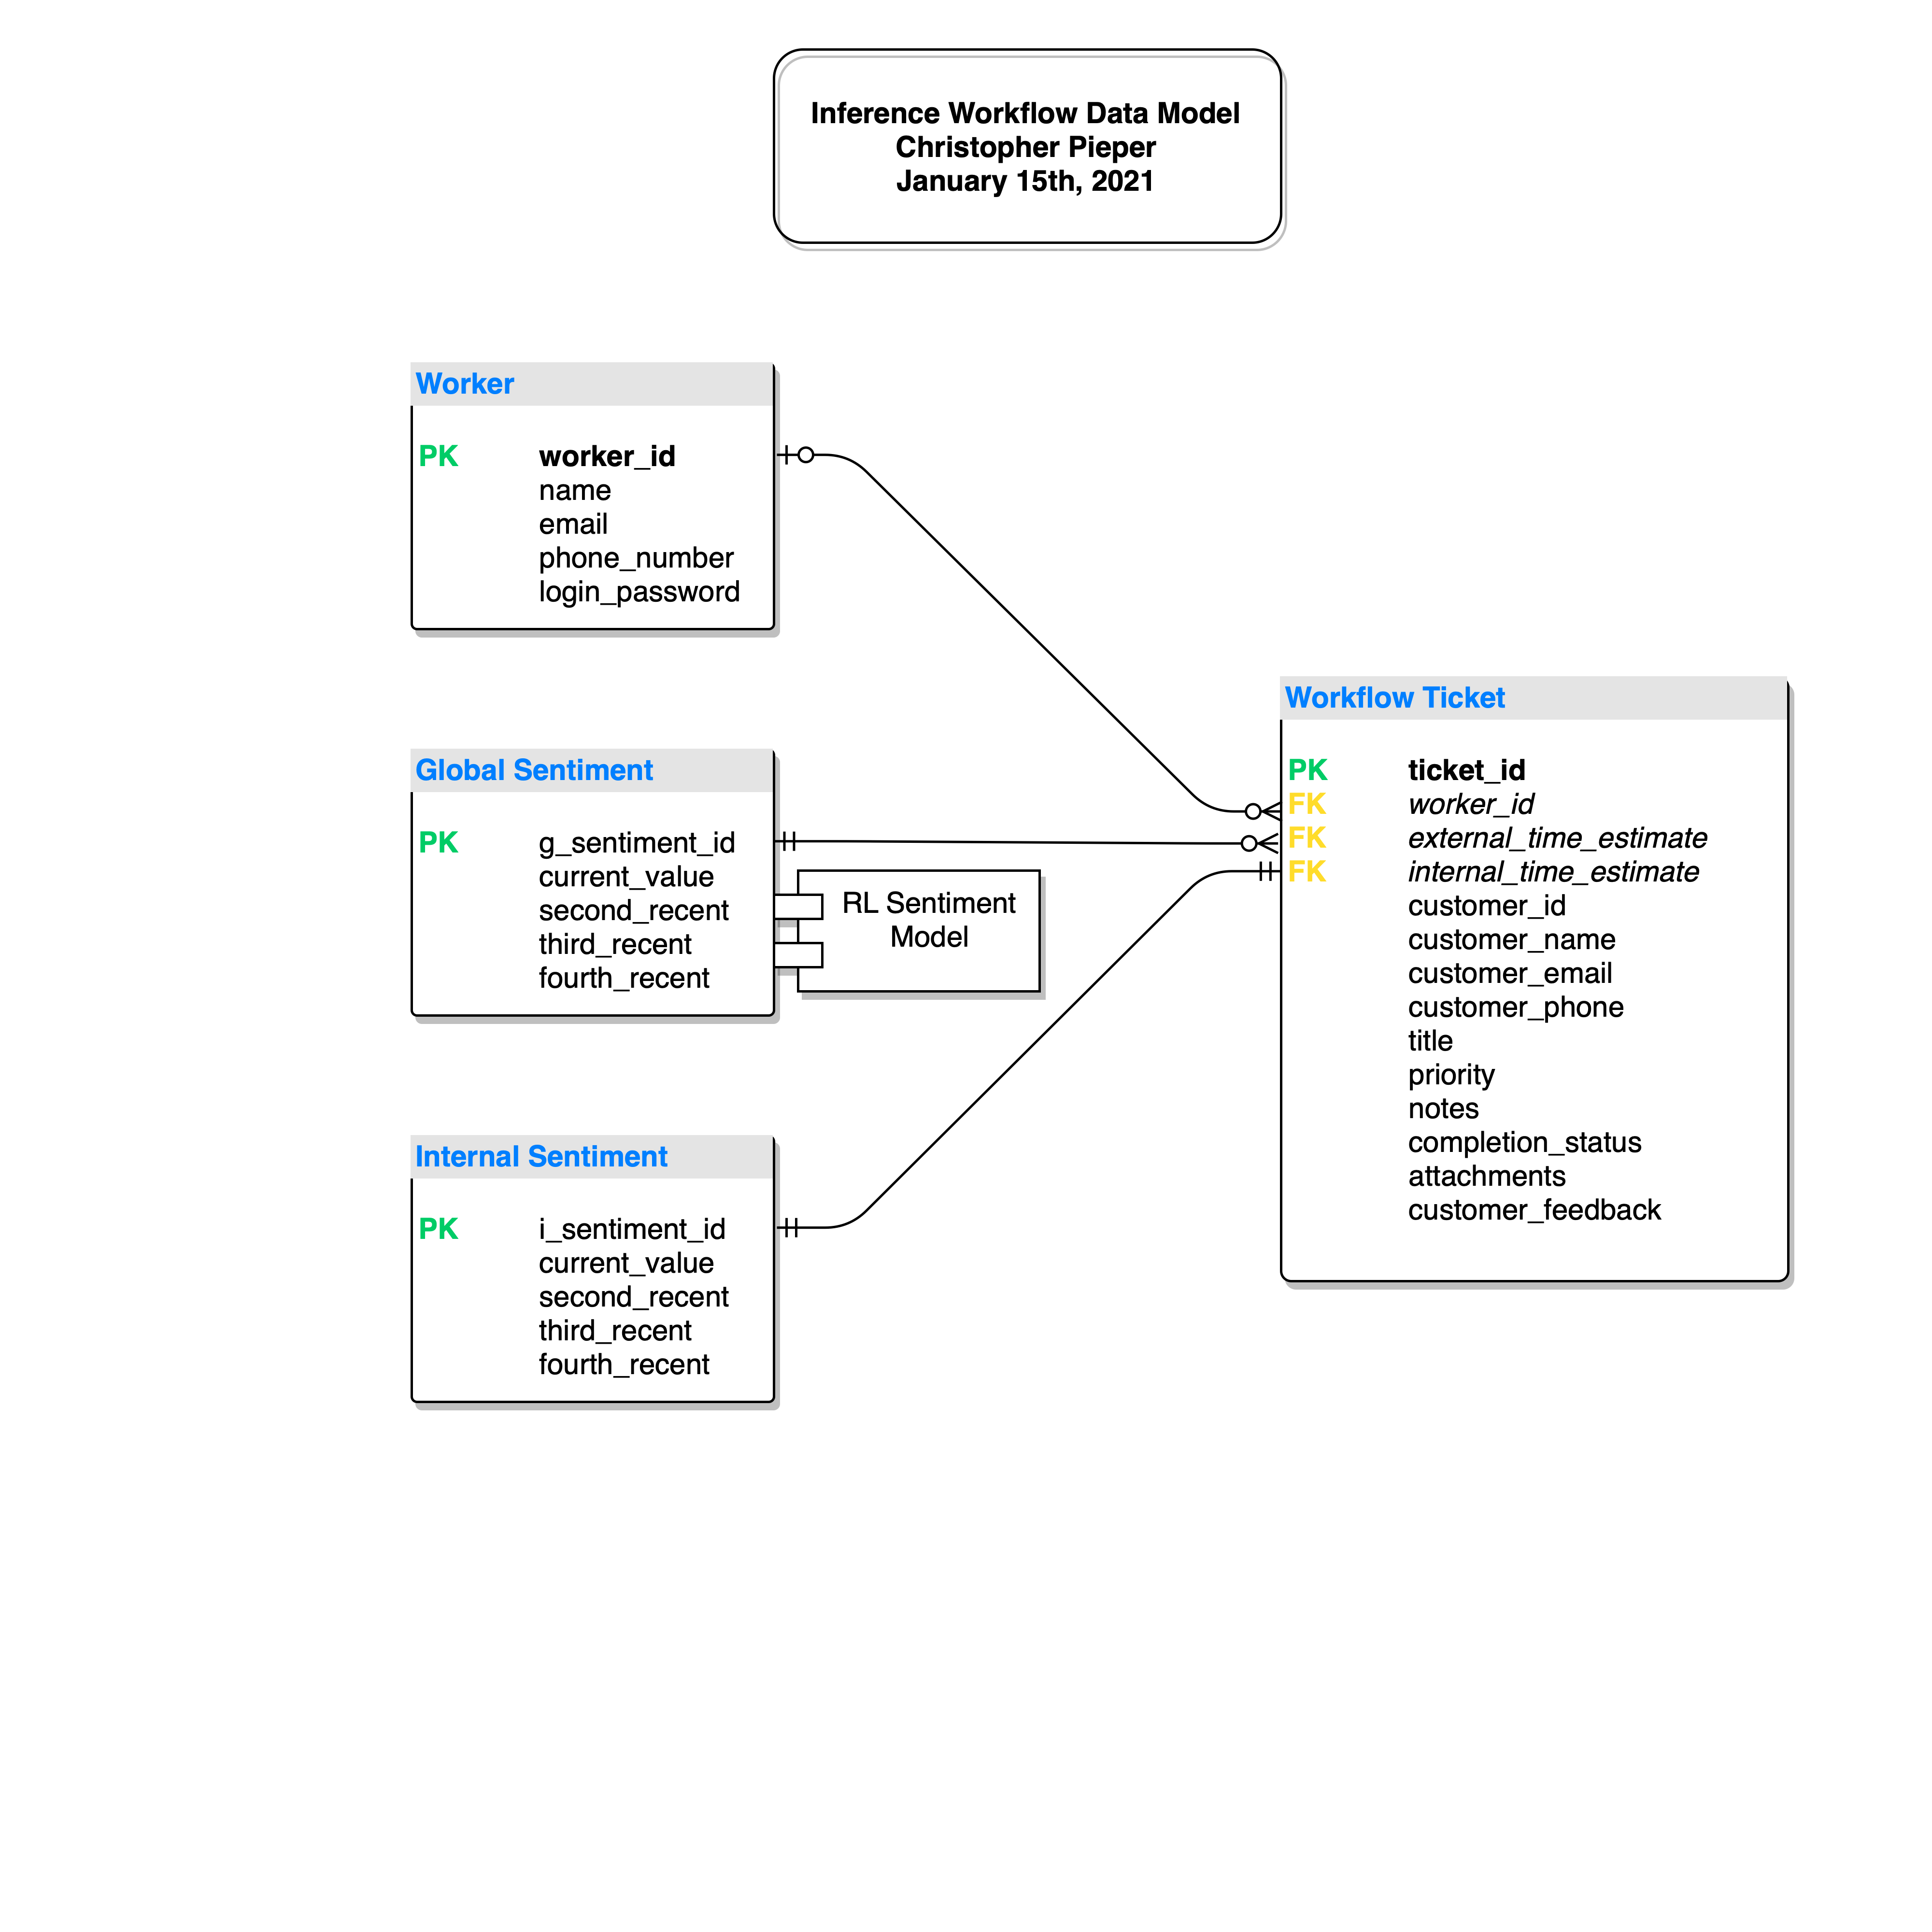 Inference Workflow Data Model
Christopher Pieper
January 15th, 2021
Worker
PK worker_id
name
email
phone_number
login_password
Global Sentiment
PK g_sentiment_id
current_value
second_recent
third_recent
fourth_recent
RL Sentiment
Model
Internal Sentiment
PK i_sentiment_id
current_value
second_recent
third_recent
fourth_recent
Workflow Ticket
PK ticket_id
FK worker_id
FK external_time_estimate
FK internal_time_estimate
customer_id
customer_name
customer_email
customer_phone
title
priority
notes
completion_status
attachments
customer_feedback